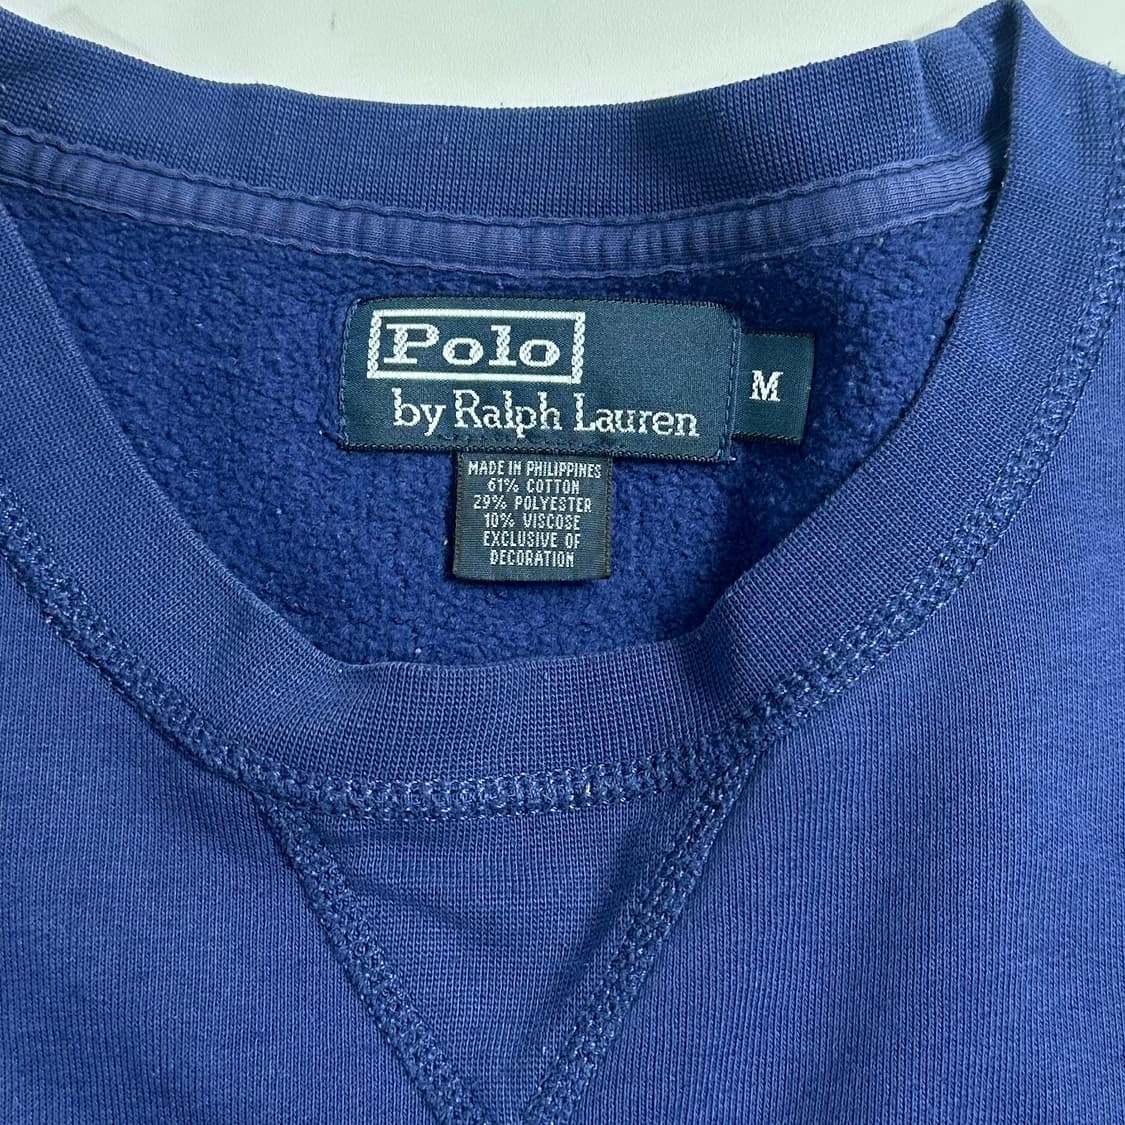 Polo
by Ralph Lauren
M
MADE IN PHILIPPINES
61% COTTON
29% POLYESTER
10% VISCOSE
EXCLUSIVE OF
DECORATION